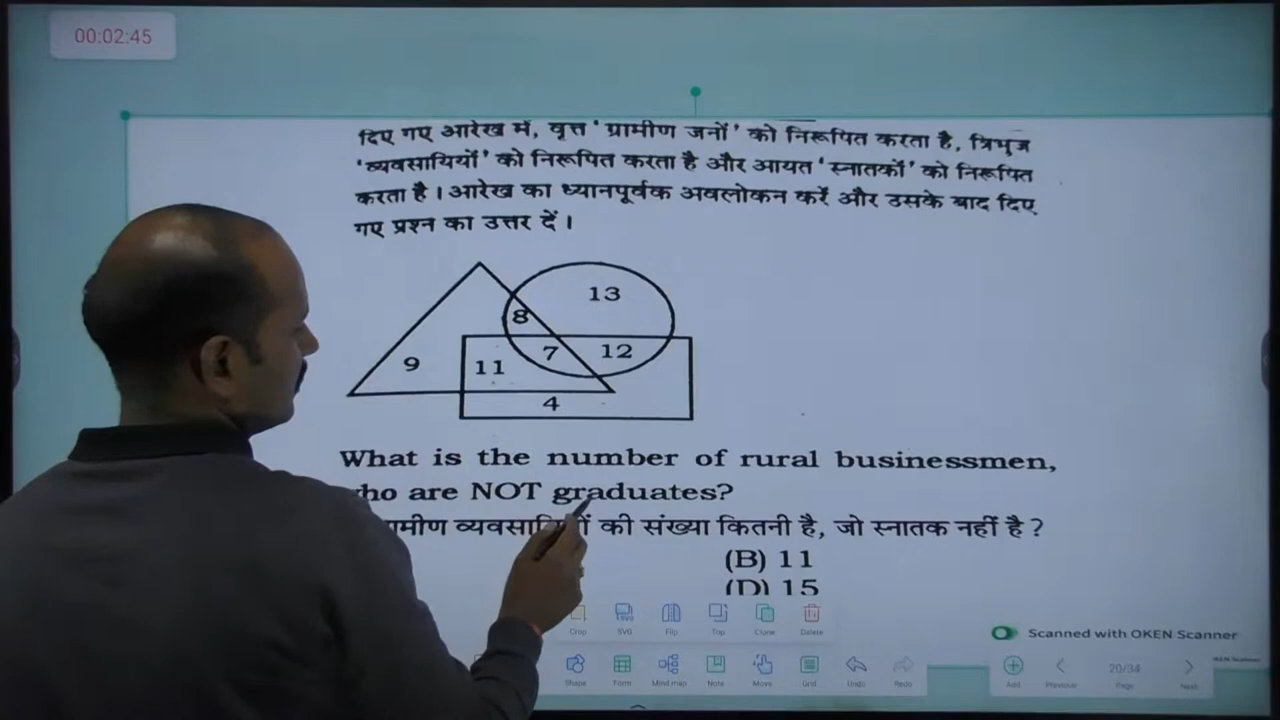 00:02:45
दिए गए आरेख में, वृत्त 'ग्रामीण जनों' को निरूपित करता है, त्रिभुज
'व्यवसायियों' को निरूपित करता है और आयत 'स्नातकों' को निरूपित
करता है। आरेख का ध्यानपूर्वक अवलोकन करें और उसके बाद दिए
गए प्रश्न का उत्तर दें।
13
8
9
11
7
12
4
What is the number of rural businessmen,
who are NOT graduates?
ग्रामीण व्यवसायियों की संख्या कितनी है, जो स्नातक नहीं है ?
(B) 11
(D) 15
Crop SVG Flip Top Clone Delete
Scanned with OKEN Scanner
Shape Form Mind map Note Move Grid Undo Redo
Add Previous 20/34 Page Next